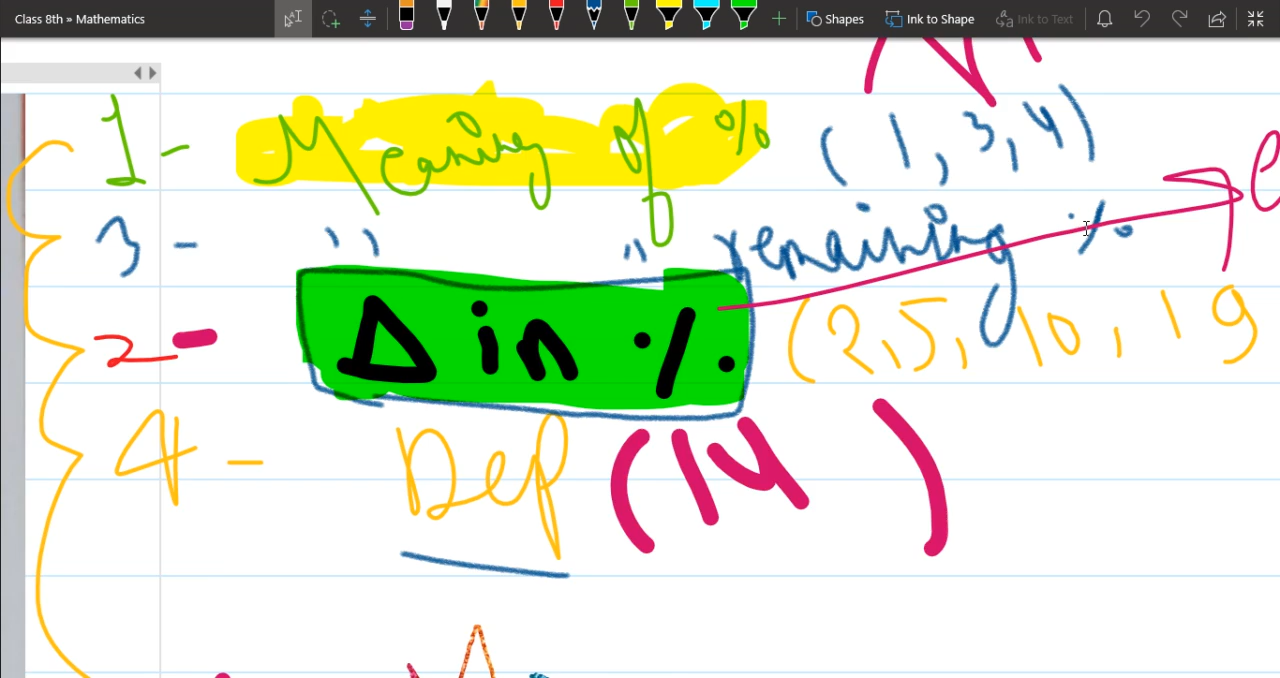 Class 8th » Mathematics
Shapes
Ink to Shape
Ink to Text
1- Meaning of % (1, 3, 4)
3 - " " remaining %
2 - Δ in % (2, 5, 10, 19
4 - Dep (14 )